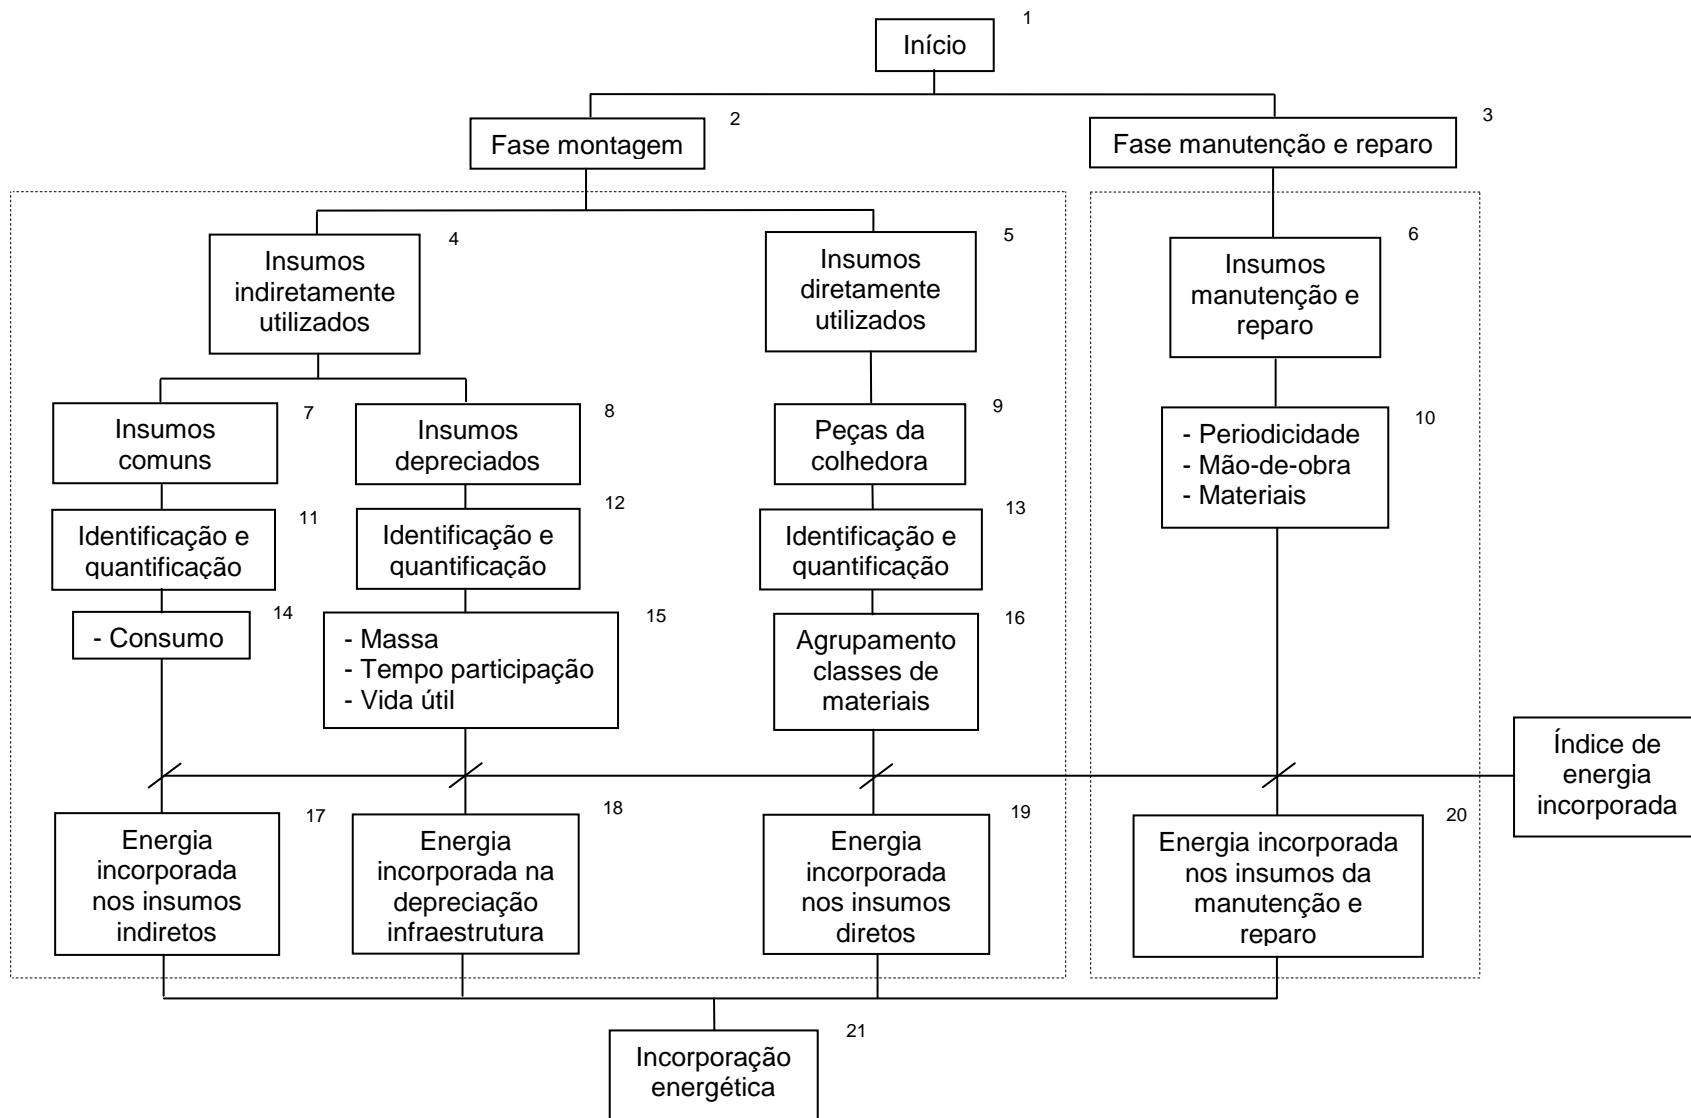 1
Início
2
Fase montagem
3
Fase manutenção e reparo
4
Insumos
indiretamente
utilizados
5
Insumos
diretamente
utilizados
6
Insumos
manutenção e
reparo
7
Insumos
comuns
8
Insumos
depreciados
9
Peças da
colhedora
10
- Periodicidade
- Mão-de-obra
- Materiais
11
Identificação e
quantificação
12
Identificação e
quantificação
13
Identificação e
quantificação
14
- Consumo
15
- Massa
- Tempo participação
- Vida útil
16
Agrupamento
classes de
materiais
Índice de
energia
incorporada
17
Energia
incorporada
nos insumos
indiretos
18
Energia
incorporada na
depreciação
infraestrutura
19
Energia
incorporada
nos insumos
diretos
20
Energia incorporada
nos insumos da
manutenção e
reparo
21
Incorporação
energética